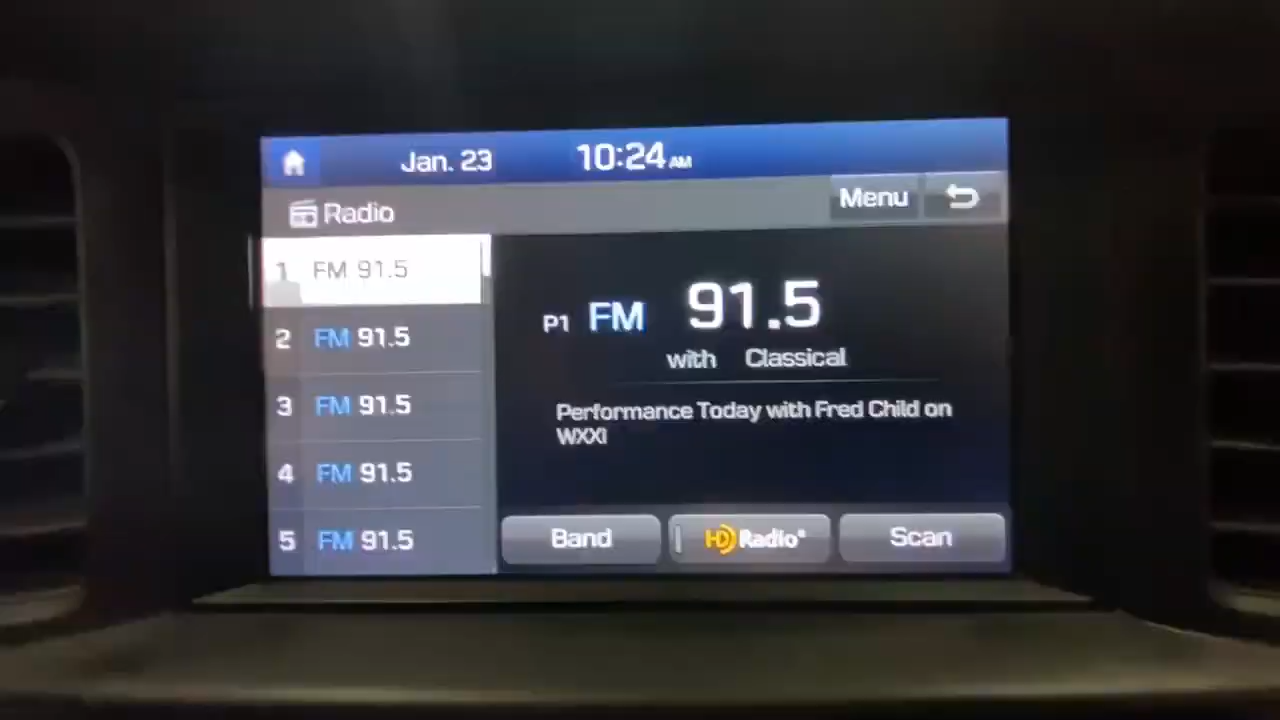 Jan. 23 10:24 AM
Radio Menu
1 FM 91.5
2 FM 91.5
3 FM 91.5
4 FM 91.5
5 FM 91.5
P1 FM 91.5
with Classical
Performance Today with Fred Child on
WXXI
Band HD Radio® Scan